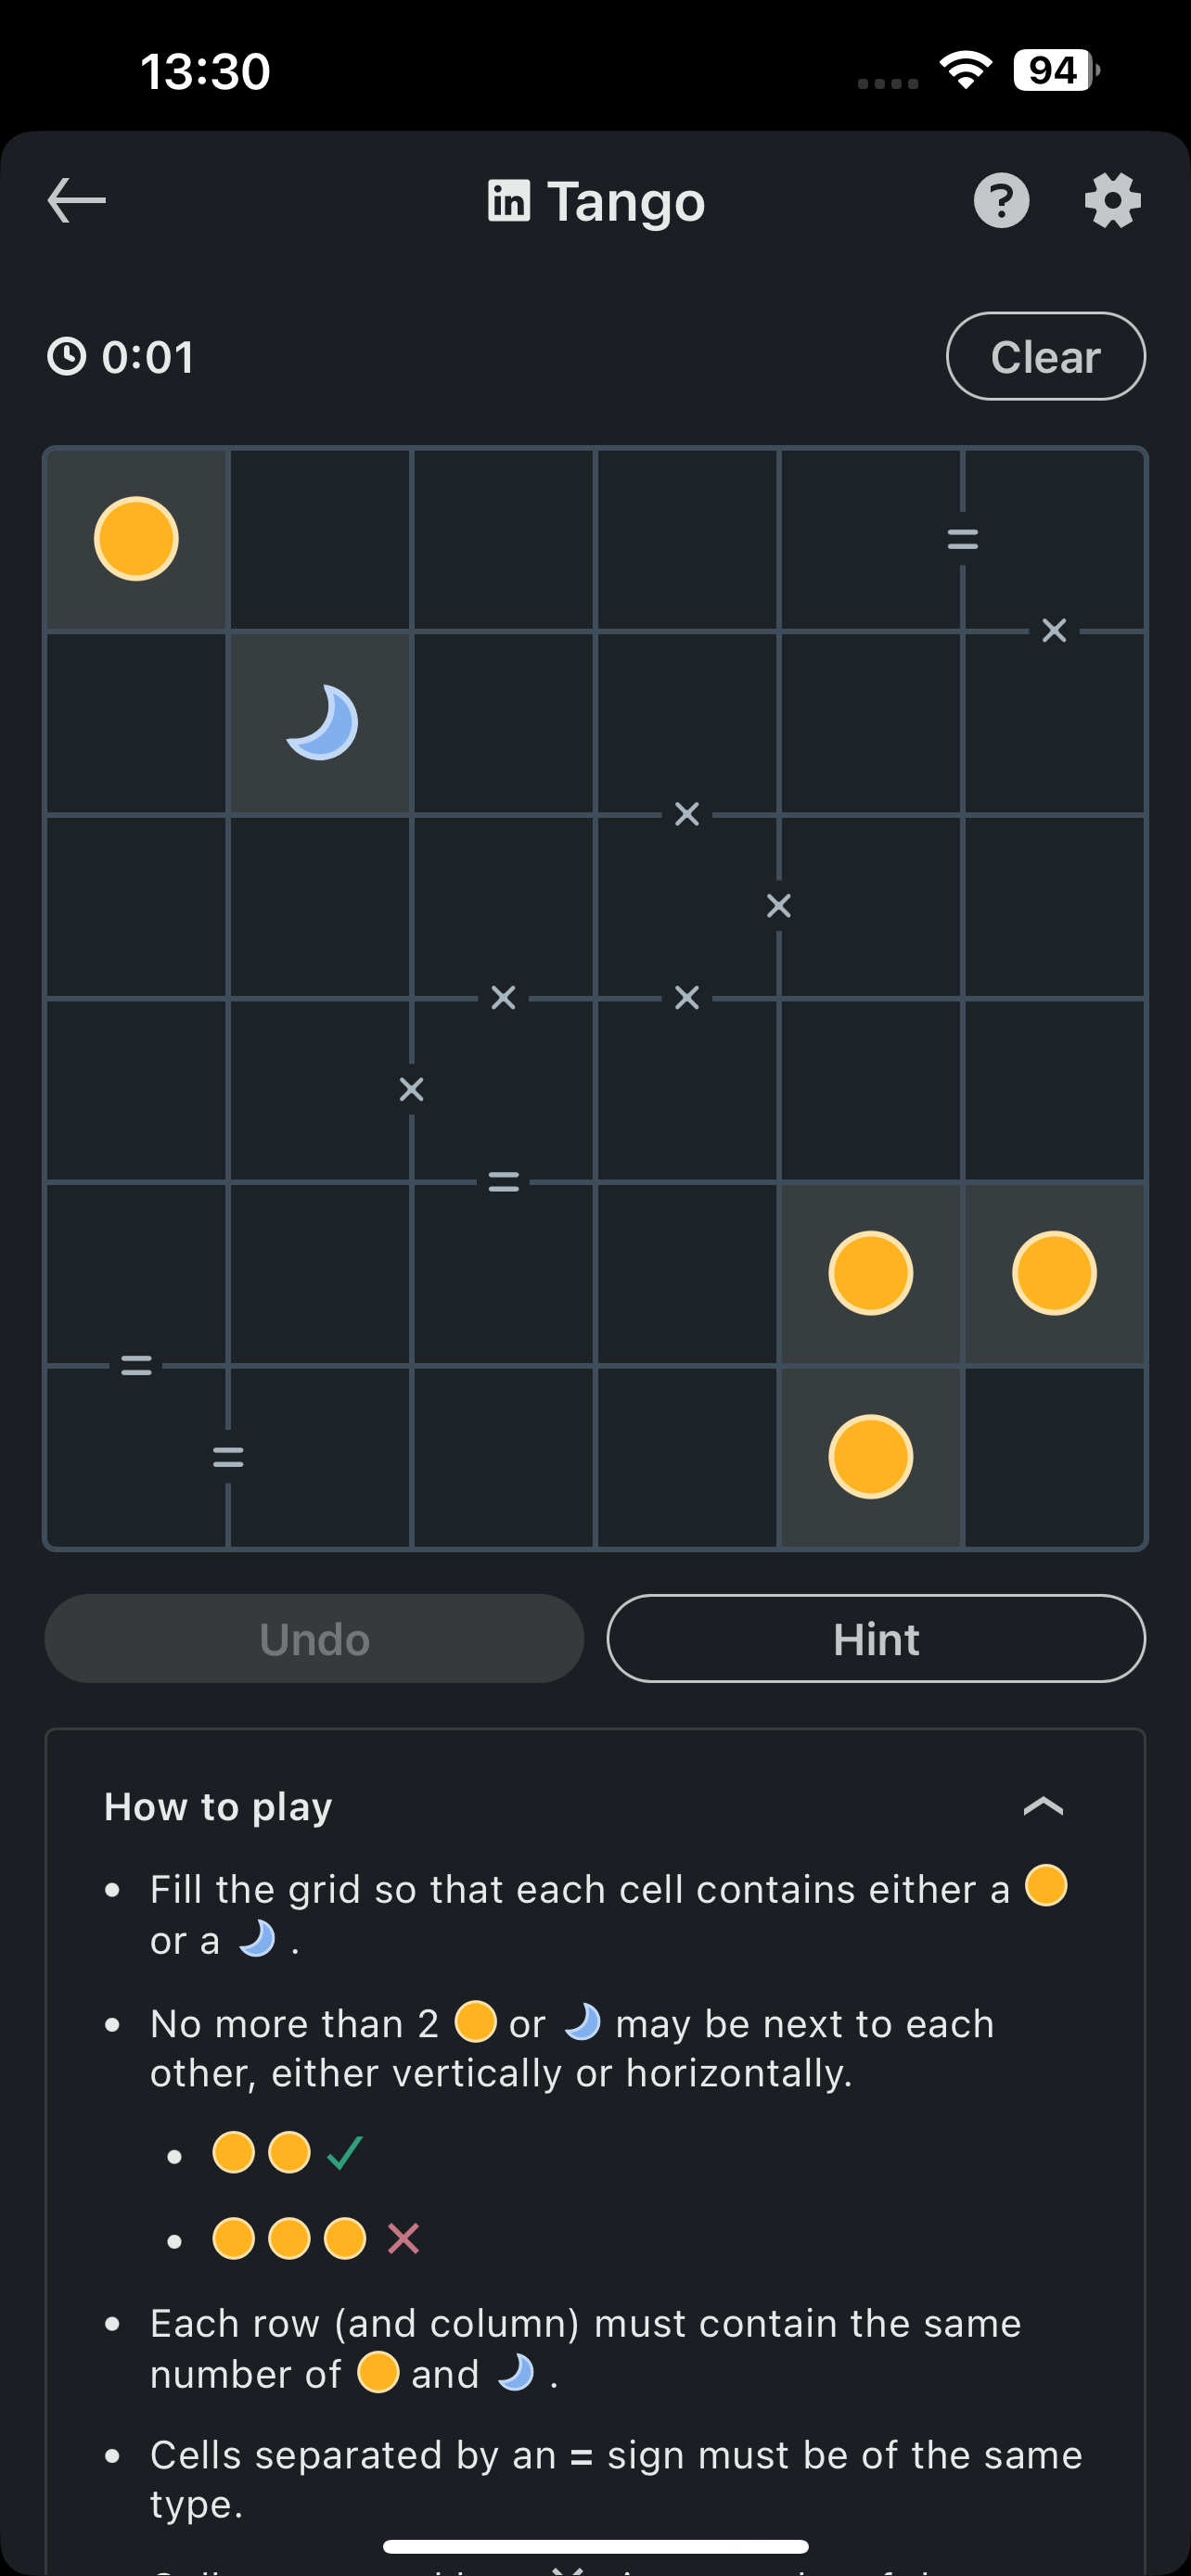 13:30
94
in Tango
?
0:01
Clear
=
×
×
×
× ×
×
=
=
=
Undo
Hint
How to play
Fill the grid so that each cell contains either a
or a .
No more than 2 or may be next to each
other, either vertically or horizontally.
Each row (and column) must contain the same
number of and .
Cells separated by an = sign must be of the same
type.